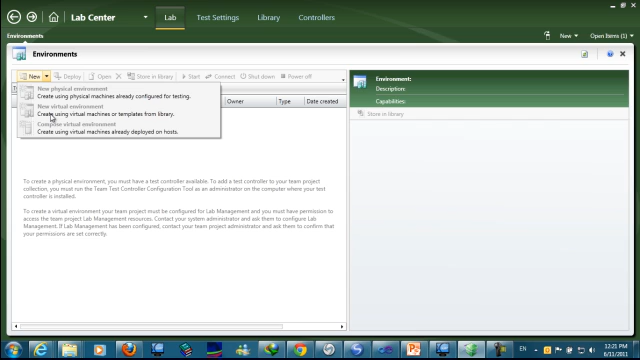 Lab Center
Lab
Test Settings
Library
Controllers
Environments
New
Open Items (1)
Environments
New
Deploy
Open
Store in library
Start
Connect
Shut down
Power off
New physical environment
Create using physical machines already configured for testing.
New virtual environment
Create using virtual machines or templates from library.
Compose virtual environment
Create using virtual machines already deployed on hosts.
Owner
Type
Date created
To create a physical environment, you must have a test controller available. To add a test controller to your team project
collection, you must run the Team Test Controller Configuration Tool as an administrator on the computer where your test
controller is installed.
To create a virtual environment your team project must be configured for Lab Management and you must have permission to
access the team project Lab Management resources. Contact your system administrator and ask them to configure Lab
Management. If Lab Management has been configured, contact your team project administrator and ask them to confirm that
your permissions are set correctly.
Environment:
Description:
Capabilities:
Store in library
EN
12:21 PM
6/11/2011